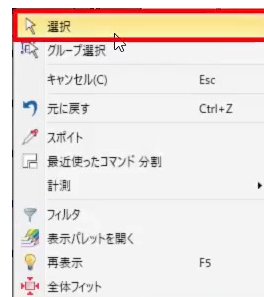 選択
グループ選択
キャンセル(C) Esc
元に戻す Ctrl+Z
スポイト
最近使ったコマンド 分割
計測
フィルタ
表示パレットを開く
再表示 F5
全体フィット